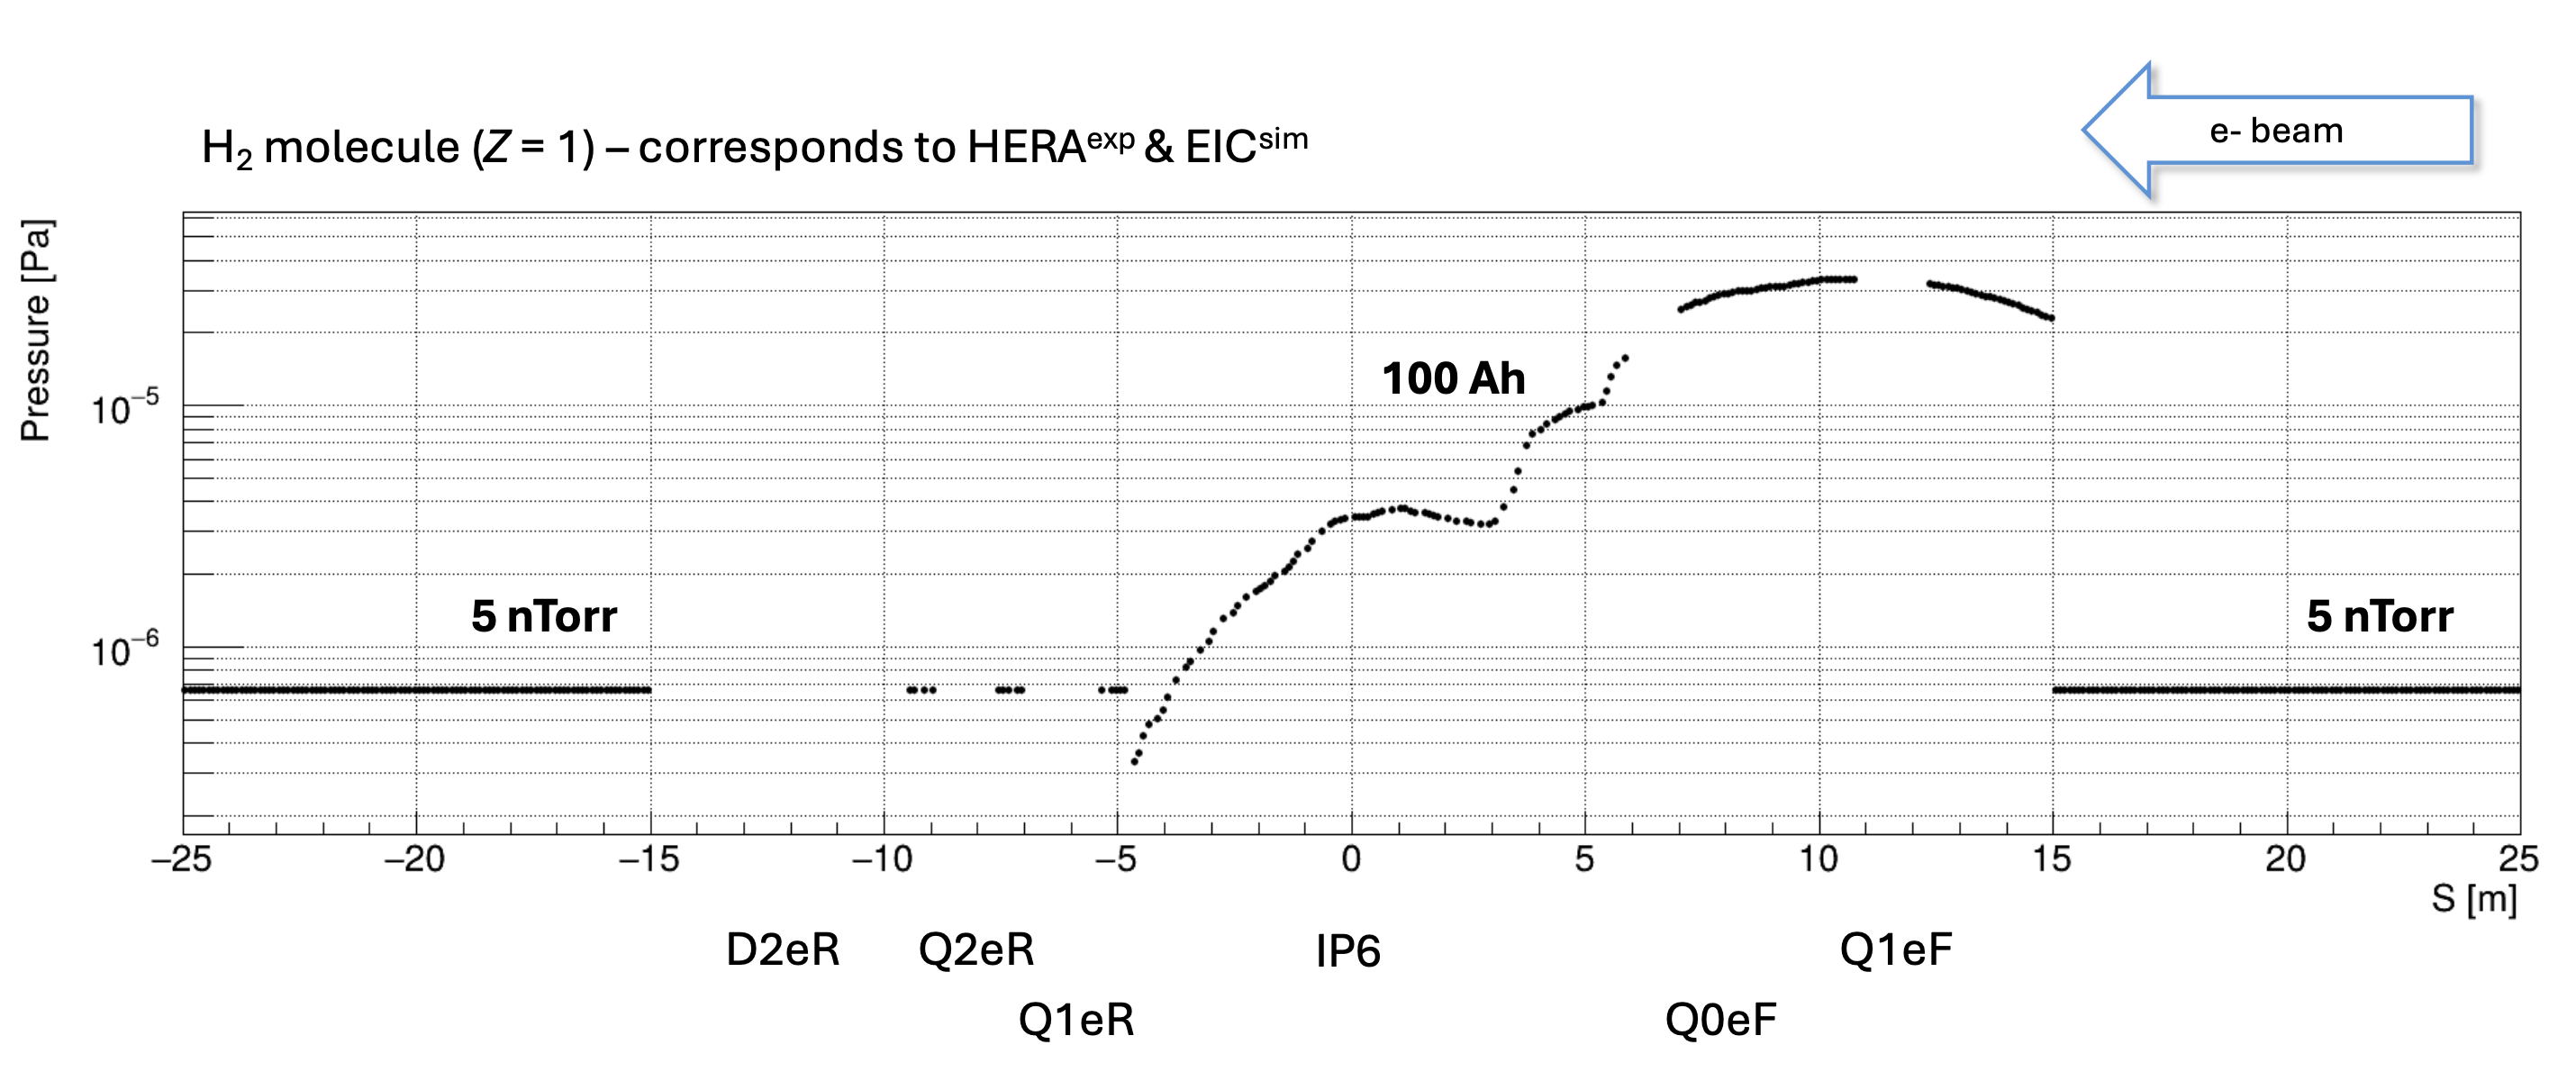 e- beam
H₂ molecule (Z = 1) – corresponds to HERAᵉˣᵖ & EICˢⁱᵐ
Pressure [Pa]
100 Ah
10⁻⁵
5 nTorr 5 nTorr
10⁻⁶
−25 −20 −15 −10 −5 0 5 10 15 20 25
S [m]
D2eR Q2eR IP6 Q1eF
Q1eR Q0eF